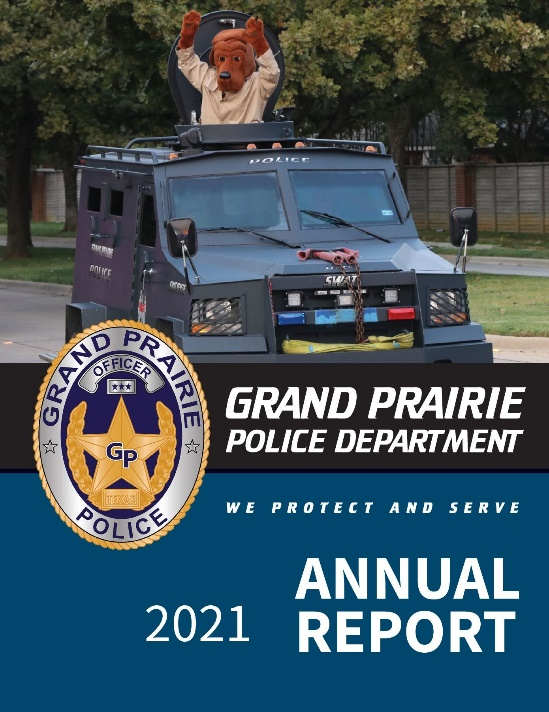 POLICE
POLICE
SWAT
GRAND PRAIRIE
OFFICER
GP
TEXAS
POLICE
GRAND PRAIRIE
POLICE DEPARTMENT
WE PROTECT AND SERVE
2021
ANNUAL
REPORT